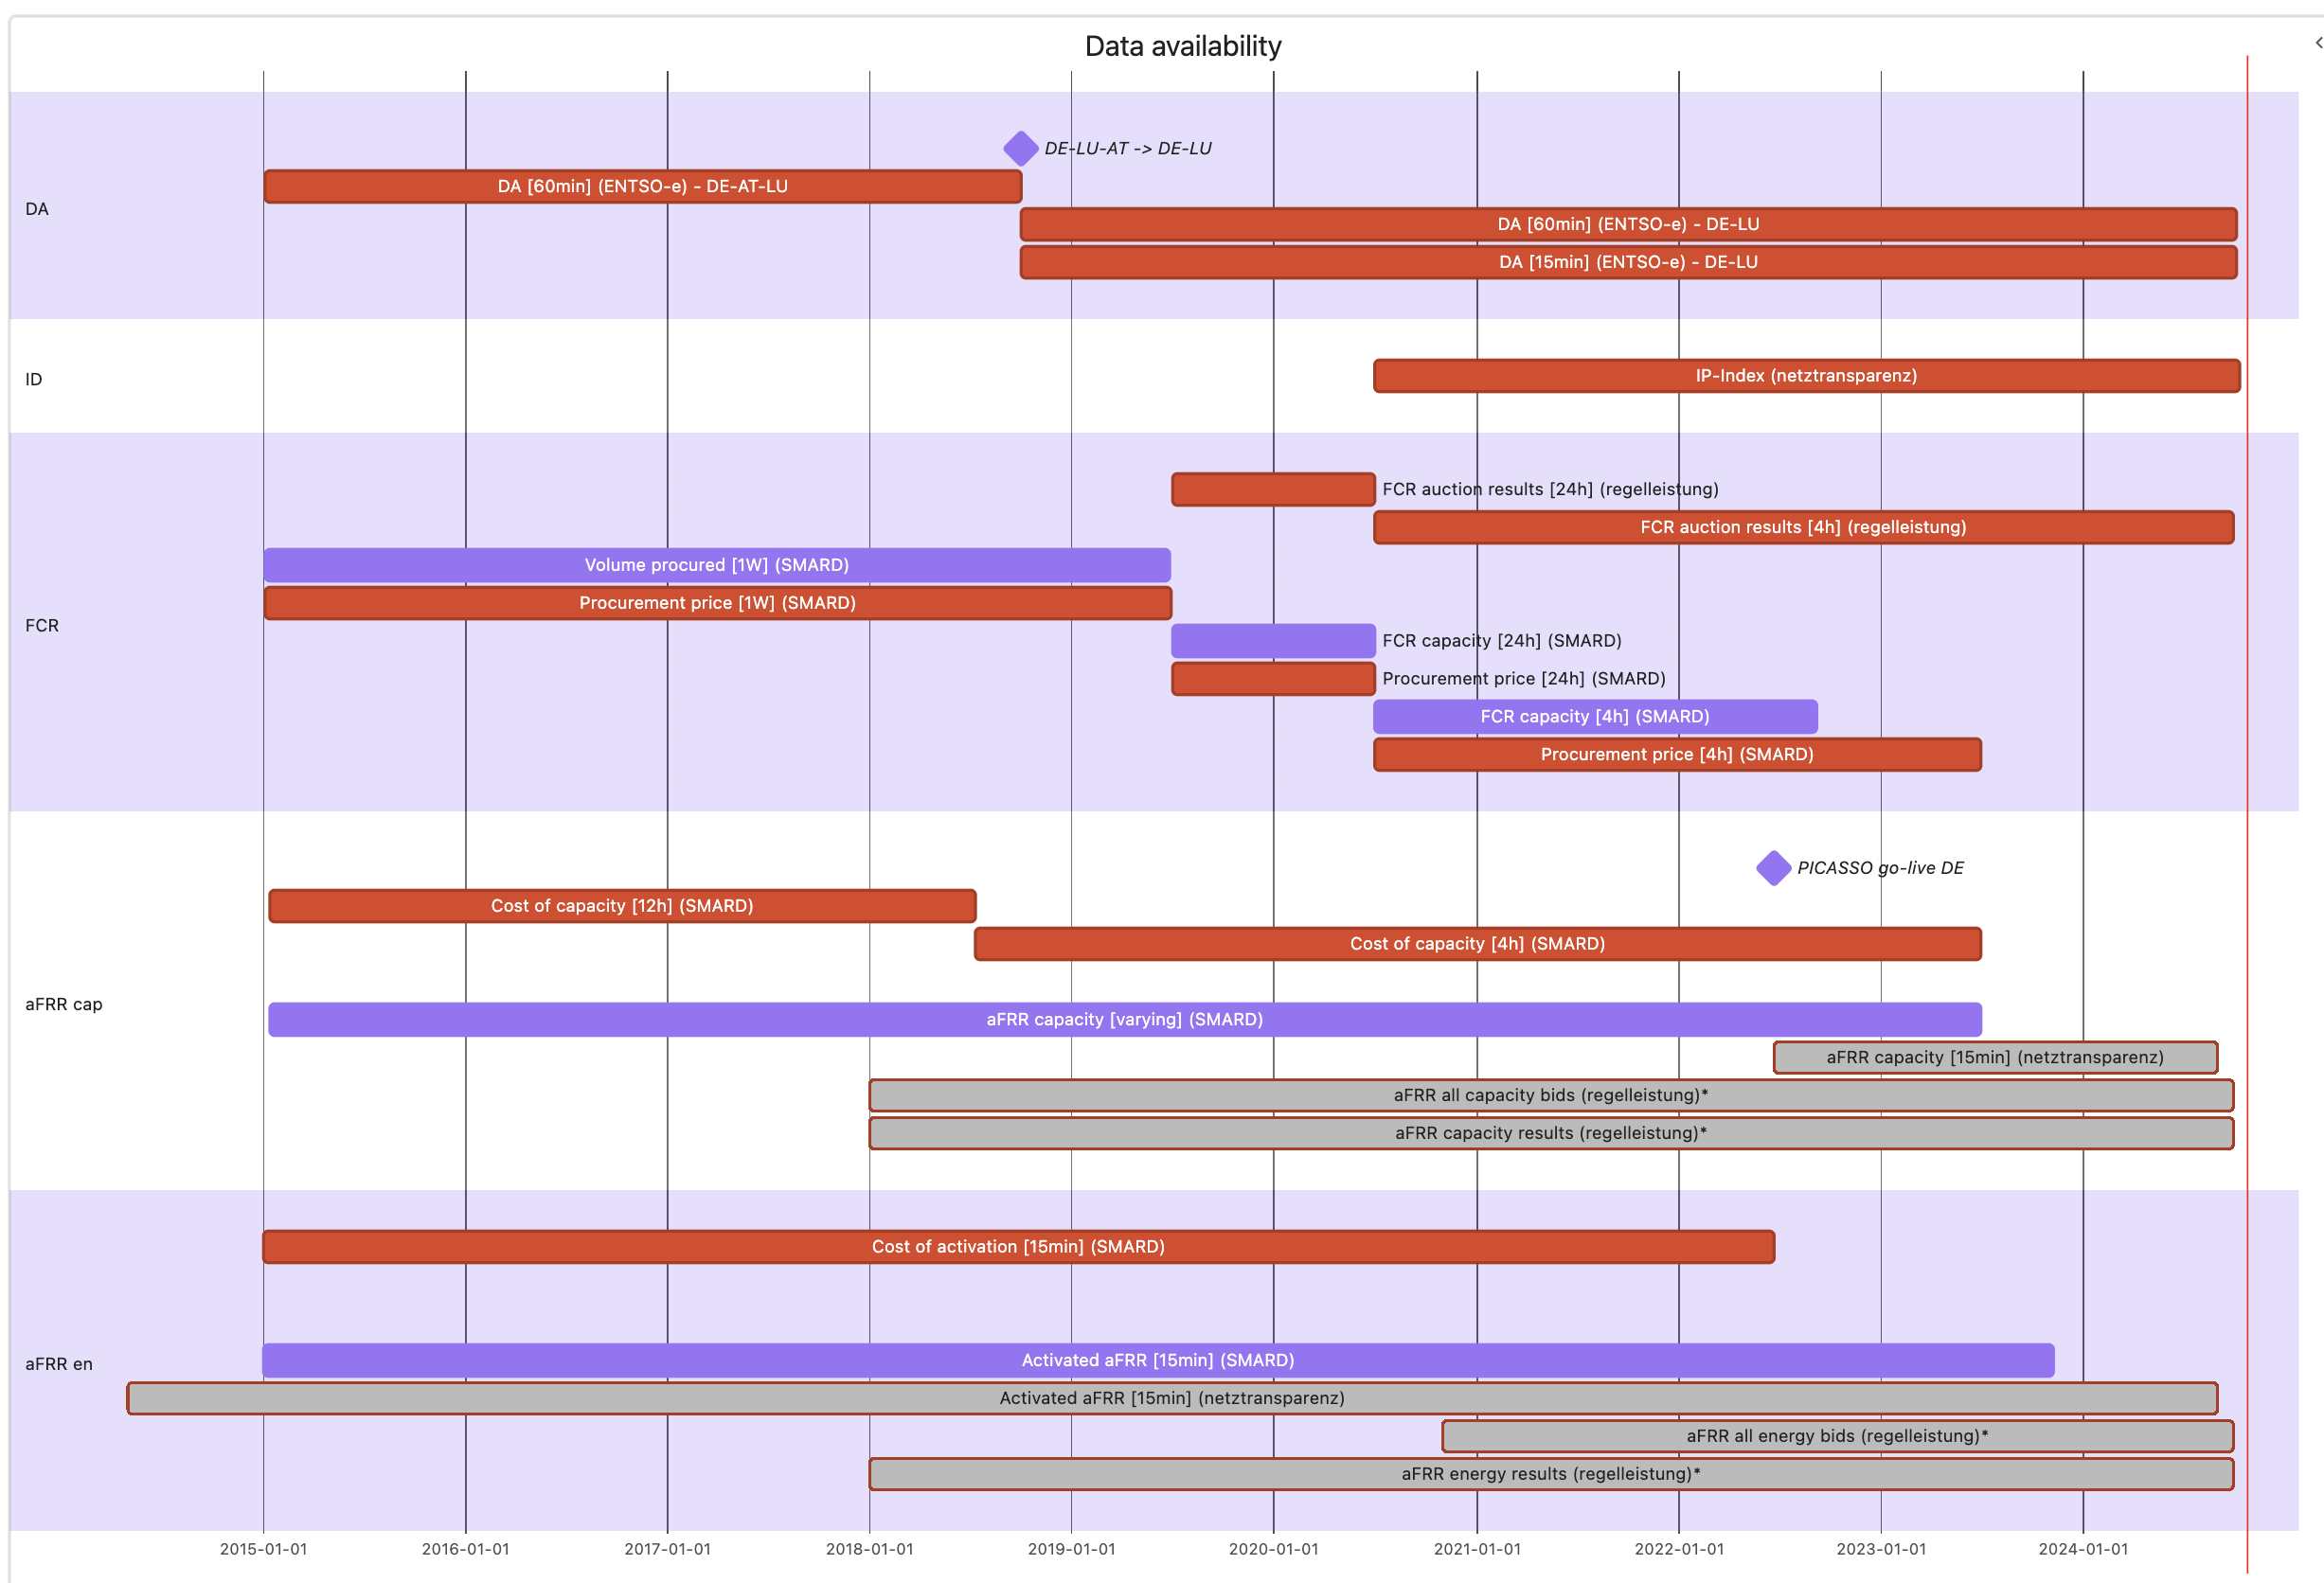 Data availability
DA
DE-LU-AT -> DE-LU
DA [60min] (ENTSO-e) - DE-AT-LU
DA [60min] (ENTSO-e) - DE-LU
DA [15min] (ENTSO-e) - DE-LU
ID
IP-Index (netztransparenz)
FCR
FCR auction results [24h] (regelleistung)
FCR auction results [4h] (regelleistung)
Volume procured [1W] (SMARD)
Procurement price [1W] (SMARD)
FCR capacity [24h] (SMARD)
Procurement price [24h] (SMARD)
FCR capacity [4h] (SMARD)
Procurement price [4h] (SMARD)
aFRR cap
PICASSO go-live DE
Cost of capacity [12h] (SMARD)
Cost of capacity [4h] (SMARD)
aFRR capacity [varying] (SMARD)
aFRR capacity [15min] (netztransparenz)
aFRR all capacity bids (regelleistung)*
aFRR capacity results (regelleistung)*
aFRR en
Cost of activation [15min] (SMARD)
Activated aFRR [15min] (SMARD)
Activated aFRR [15min] (netztransparenz)
aFRR all energy bids (regelleistung)*
aFRR energy results (regelleistung)*
2015-01-01 2016-01-01 2017-01-01 2018-01-01 2019-01-01 2020-01-01 2021-01-01 2022-01-01 2023-01-01 2024-01-01